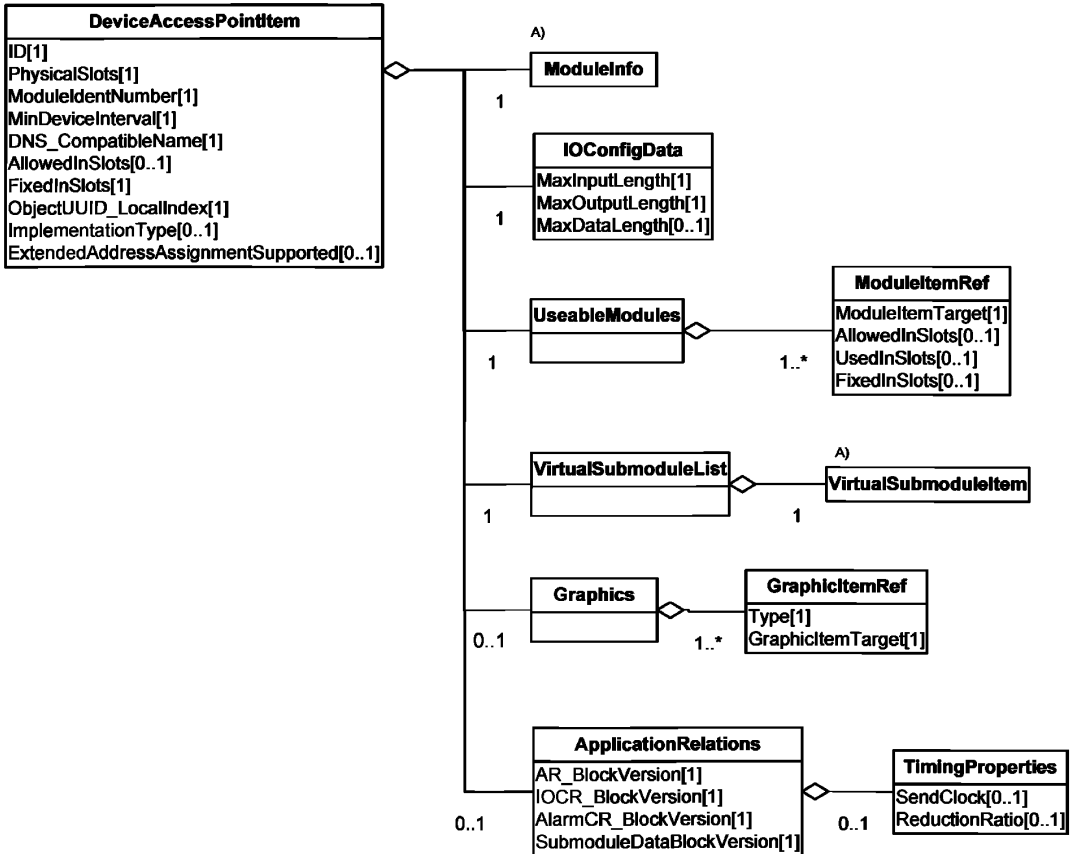 DeviceAccessPointItem
ID[1]
PhysicalSlots[1]
ModuleIdentNumber[1]
MinDeviceInterval[1]
DNS_CompatibleName[1]
AllowedInSlots[0..1]
FixedInSlots[1]
ObjectUUID_LocalIndex[1]
ImplementationType[0..1]
ExtendedAddressAssignmentSupported[0..1]
A)
ModuleInfo
1
IOConfigData
MaxInputLength[1]
MaxOutputLength[1]
MaxDataLength[0..1]
1
UseableModules
1
ModuleItemRef
ModuleItemTarget[1]
AllowedInSlots[0..1]
UsedInSlots[0..1]
FixedInSlots[0..1]
1..*
VirtualSubmoduleList
1
A)
VirtualSubmoduleItem
1
Graphics
0..1
GraphicItemRef
Type[1]
GraphicItemTarget[1]
1..*
ApplicationRelations
AR_BlockVersion[1]
IOCR_BlockVersion[1]
AlarmCR_BlockVersion[1]
SubmoduleDataBlockVersion[1]
0..1
TimingProperties
SendClock[0..1]
ReductionRatio[0..1]
0..1